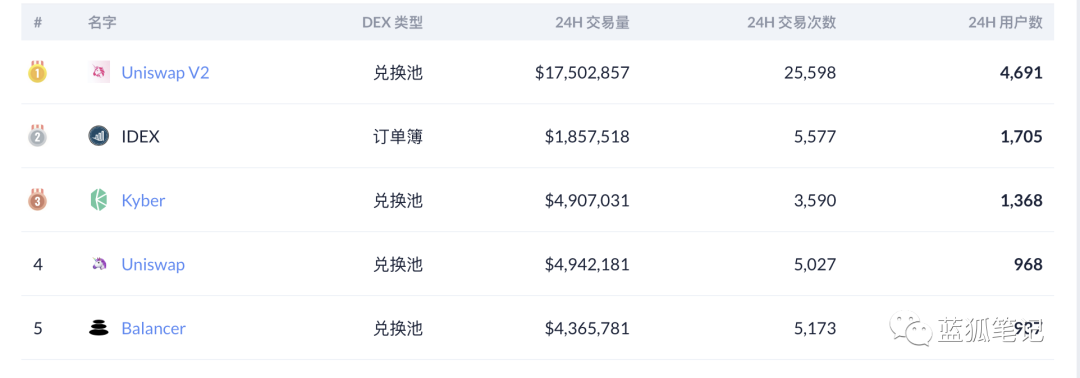 # 名字 DEX 类型 24H 交易量 24H 交易次数 24H 用户数
1 Uniswap V2 兑换池 $17,502,857 25,598 4,691
2 IDEX 订单簿 $1,857,518 5,577 1,705
3 Kyber 兑换池 $4,907,031 3,590 1,368
4 Uniswap 兑换池 $4,942,181 5,027 968
5 Balancer 兑换池 $4,365,781 5,173
蓝狐笔记